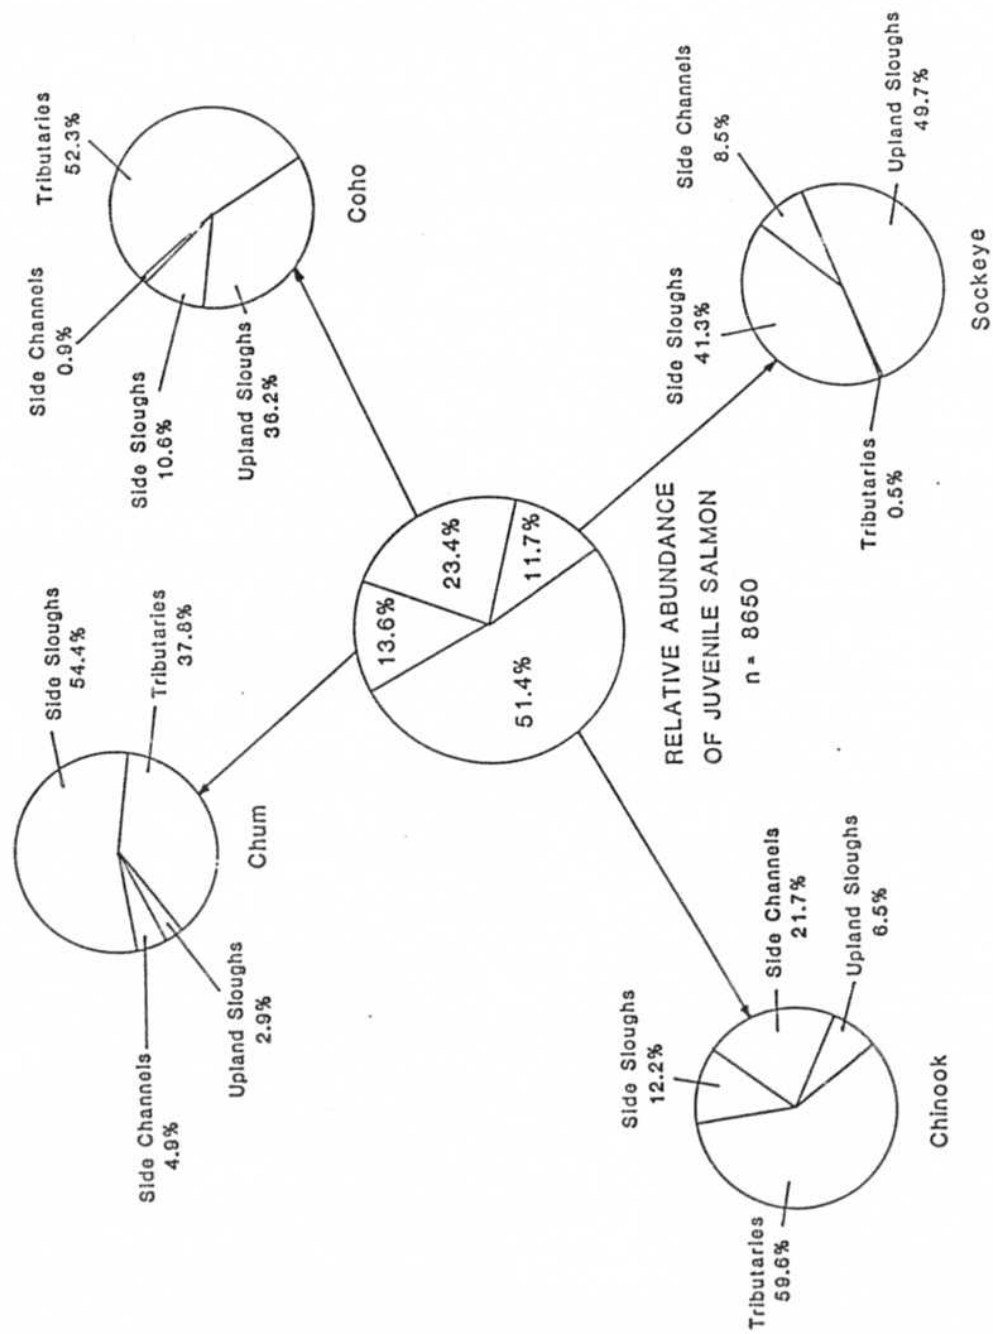 Side Sloughs
54.4%
Tributaries
37.8%
Side Channels
4.9%
Upland Sloughs
2.9%
Chum
Tributaries
52.3%
Side Channels
0.9%
Side Sloughs
10.6%
Upland Sloughs
36.2%
Coho
13.6%
23.4%
51.4%
11.7%
RELATIVE ABUNDANCE
OF JUVENILE SALMON
n = 8650
Side Sloughs
12.2%
Side Channels
21.7%
Upland Sloughs
6.5%
Tributaries
59.6%
Chinook
Side Sloughs
41.3%
Side Channels
8.5%
Upland Sloughs
49.7%
Tributaries
0.5%
Sockeye